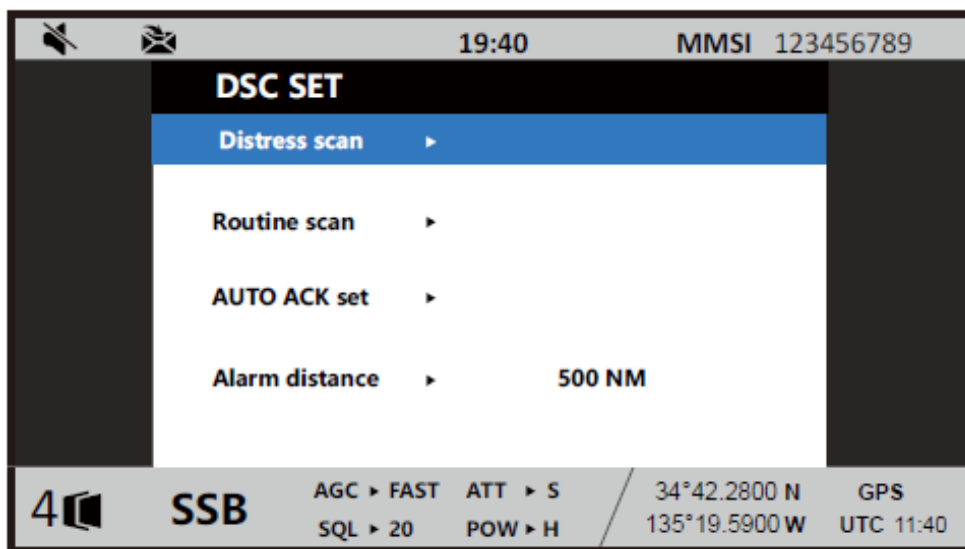 19:40 MMSI 123456789
DSC SET
Distress scan ▸
Routine scan ▸
AUTO ACK set ▸
Alarm distance ▸ 500 NM
4 SSB AGC ▸ FAST ATT ▸ S 34°42.2800 N GPS
SQL ▸ 20 POW ▸ H 135°19.5900 W UTC 11:40